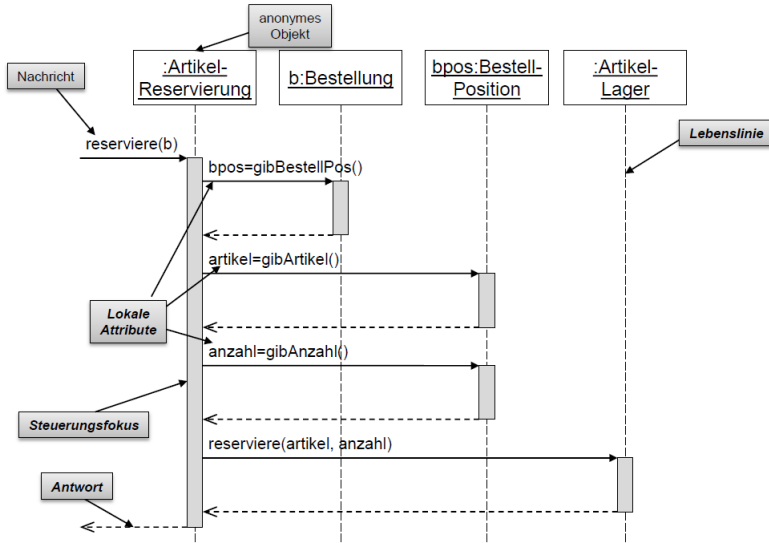 anonymes
Objekt
:Artikel-
Reservierung
b:Bestellung
bpos:Bestell-
Position
:Artikel-
Lager
Nachricht
reserviere(b)
Lebenslinie
bpos=gibBestellPos()
artikel=gibArtikel()
Lokale
Attribute
anzahl=gibAnzahl()
Steuerungsfokus
reserviere(artikel, anzahl)
Antwort